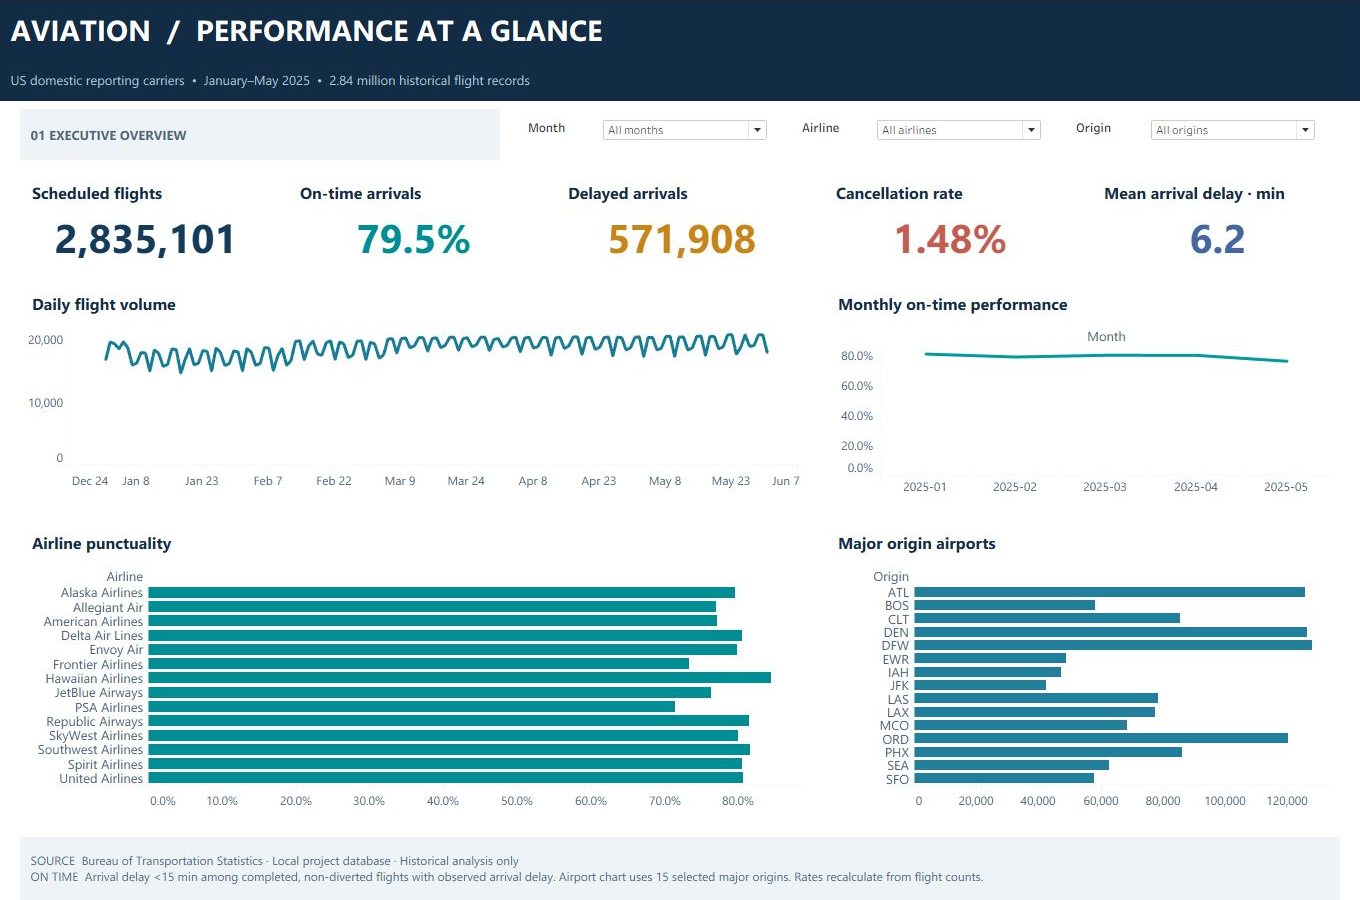 AVIATION / PERFORMANCE AT A GLANCE
US domestic reporting carriers • January–May 2025 • 2.84 million historical flight records
01 EXECUTIVE OVERVIEW
Month All months Airline All airlines Origin All origins
Scheduled flights On-time arrivals Delayed arrivals Cancellation rate Mean arrival delay · min
2,835,101 79.5% 571,908 1.48% 6.2
Daily flight volume
20,000
10,000
0
Dec 24 Jan 8 Jan 23 Feb 7 Feb 22 Mar 9 Mar 24 Apr 8 Apr 23 May 8 May 23 Jun 7
Monthly on-time performance
Month
80.0%
60.0%
40.0%
20.0%
0.0%
2025-01 2025-02 2025-03 2025-04 2025-05
Airline punctuality
Airline
Alaska Airlines
Allegiant Air
American Airlines
Delta Air Lines
Envoy Air
Frontier Airlines
Hawaiian Airlines
JetBlue Airways
PSA Airlines
Republic Airways
SkyWest Airlines
Southwest Airlines
Spirit Airlines
United Airlines
0.0% 10.0% 20.0% 30.0% 40.0% 50.0% 60.0% 70.0% 80.0%
Major origin airports
Origin
ATL
BOS
CLT
DEN
DFW
EWR
IAH
JFK
LAS
LAX
MCO
ORD
PHX
SEA
SFO
0 20,000 40,000 60,000 80,000 100,000 120,000
SOURCE Bureau of Transportation Statistics · Local project database · Historical analysis only
ON TIME Arrival delay <15 min among completed, non-diverted flights with observed arrival delay. Airport chart uses 15 selected major origins. Rates recalculate from flight counts.